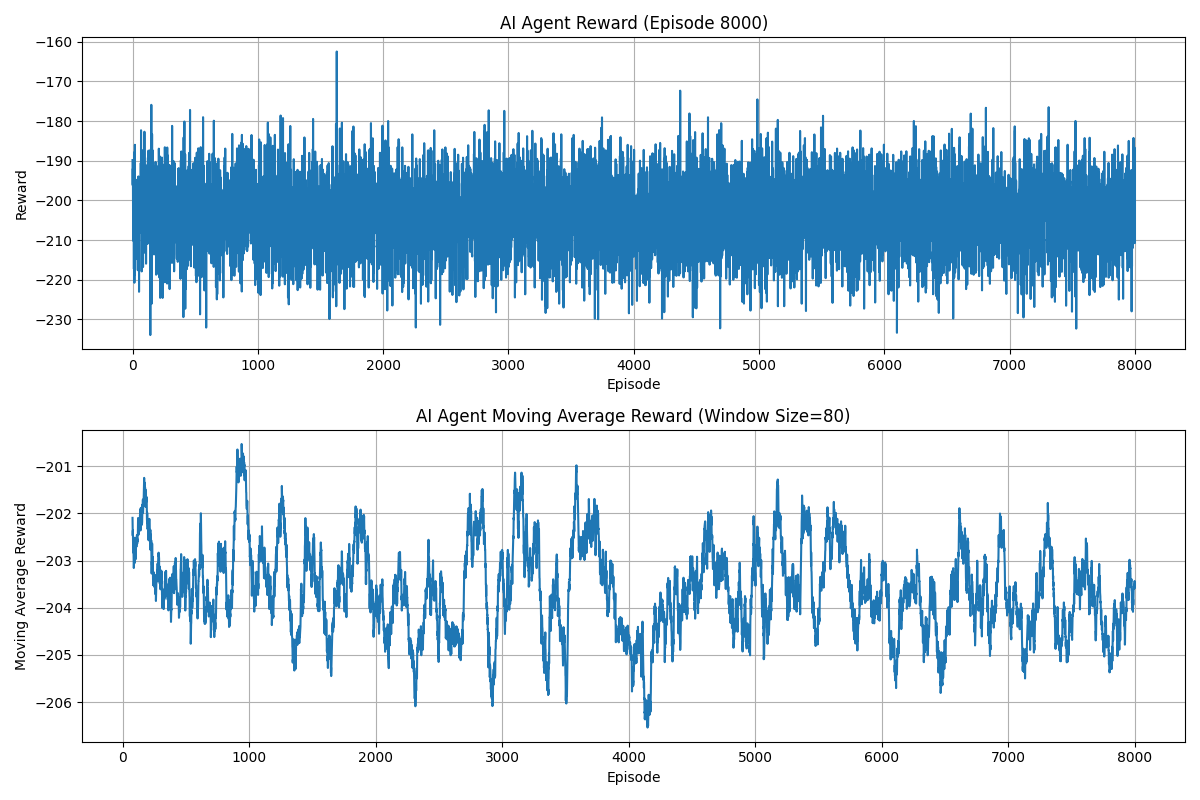 AI Agent Reward (Episode 8000)
−160
−170
−180
−190
−200
−210
−220
−230
Reward
0 1000 2000 3000 4000 5000 6000 7000 8000
Episode
AI Agent Moving Average Reward (Window Size=80)
−201
−202
−203
−204
−205
−206
Moving Average Reward
0 1000 2000 3000 4000 5000 6000 7000 8000
Episode